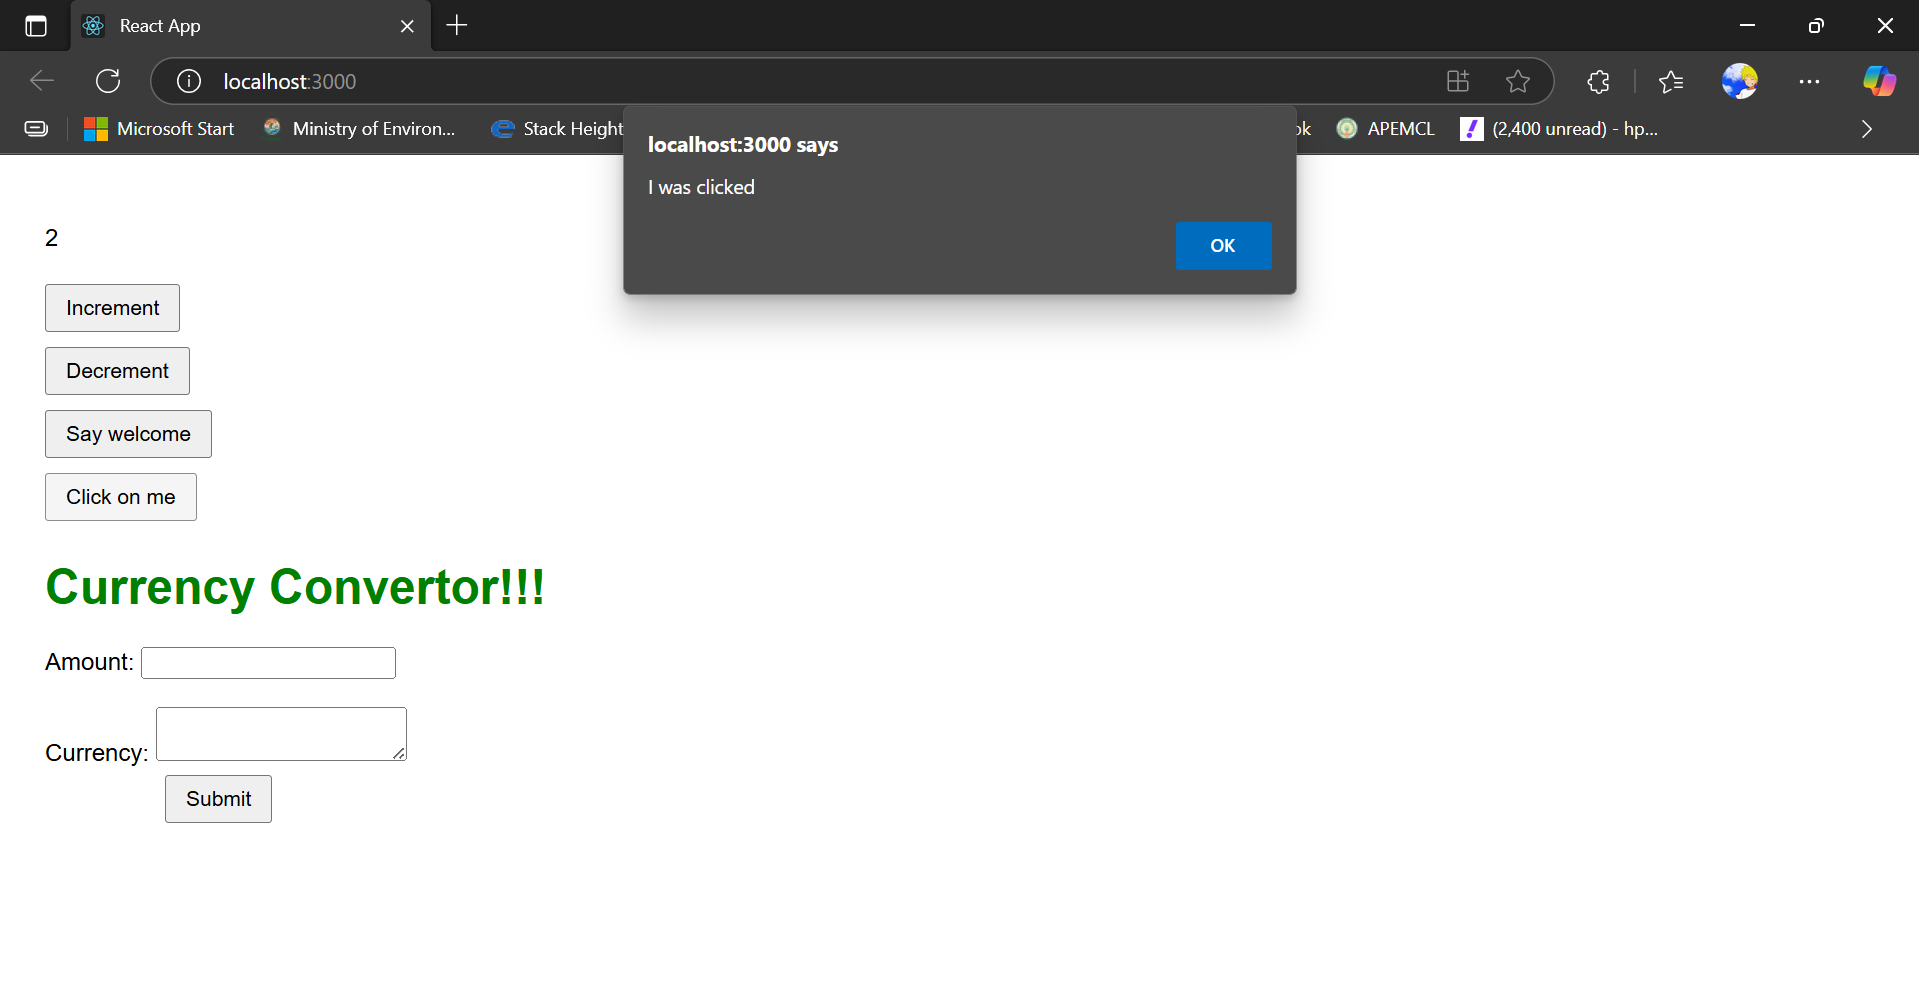 React App
localhost:3000
Microsoft Start
Ministry of Environ...
Stack Height
ok
APEMCL
(2,400 unread) - hp...
localhost:3000 says
I was clicked
OK
2
Increment
Decrement
Say welcome
Click on me
Currency Convertor!!!
Amount:
Currency:
Submit